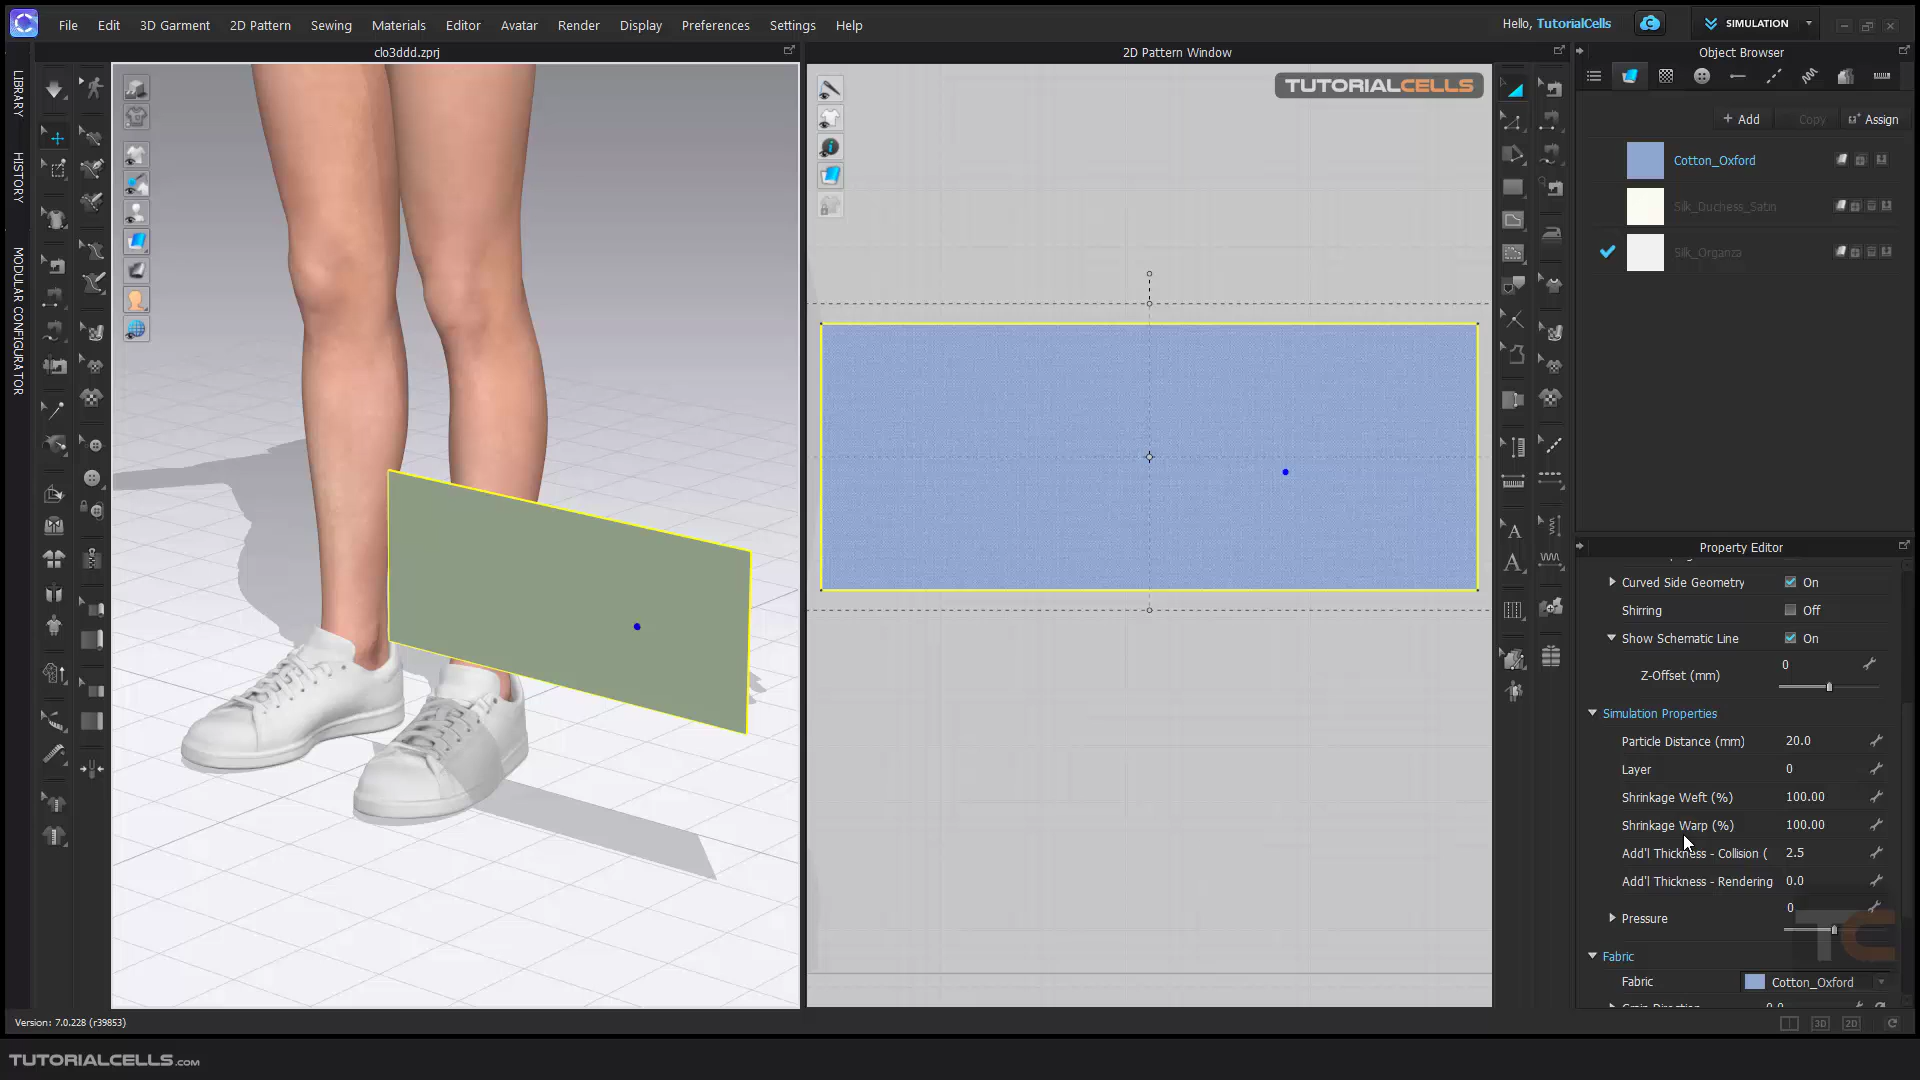 File Edit 3D Garment 2D Pattern Sewing Materials Editor Avatar Render Display Preferences Settings Help
Hello, TutorialCells
SIMULATION
clo3ddd.zprj
2D Pattern Window
Object Browser
LIBRARY
HISTORY
MODULAR CONFIGURATOR
TUTORIALCELLS
+ Add
Copy
Assign
Cotton_Oxford
Silk_Duchess_Satin
Silk_Organza
Property Editor
Curved Side Geometry On
Shirring Off
Show Schematic Line On
Z-Offset (mm) 0
Simulation Properties
Particle Distance (mm) 20.0
Layer 0
Shrinkage Weft (%) 100.00
Shrinkage Warp (%) 100.00
Add'l Thickness - Collision ( 2.5
Add'l Thickness - Rendering 0.0
Pressure 0
TC
Fabric
Fabric Cotton_Oxford
A
A
Version: 7.0.228 (r39853)
3D 2D
TUTORIALCELLS.com